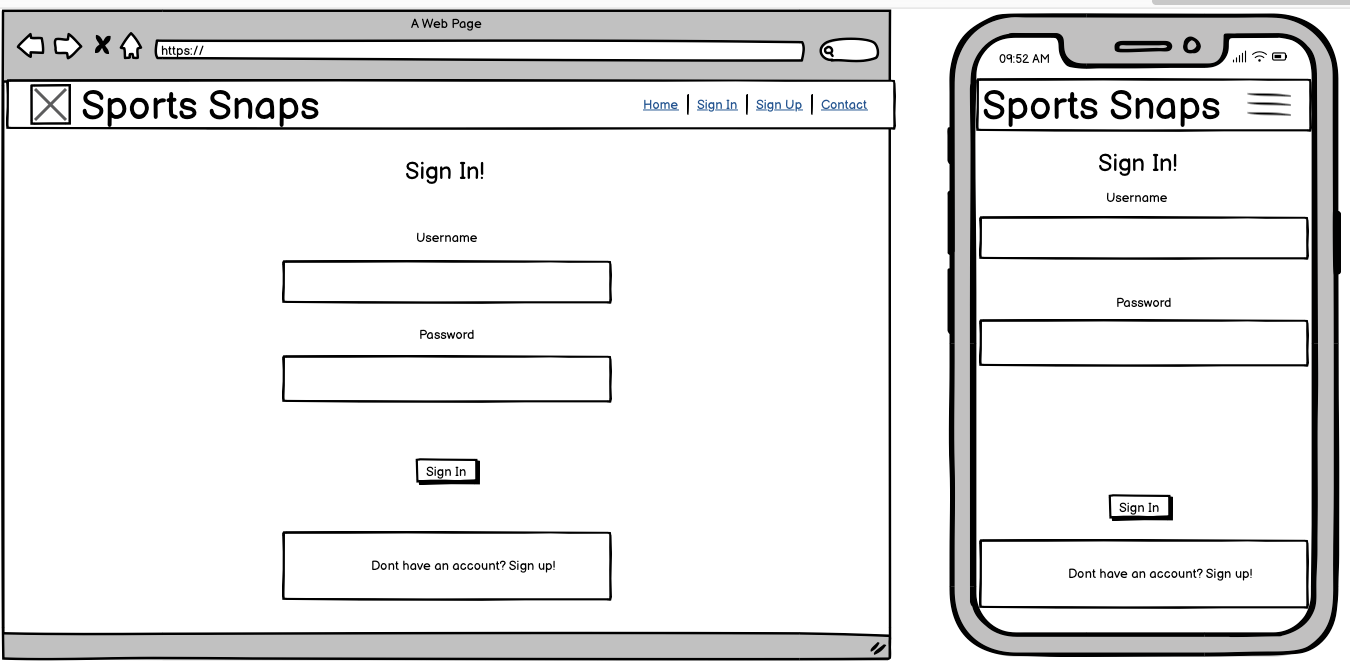 A Web Page
https://
Sports Snaps
Home | Sign In | Sign Up | Contact
Sign In!
Username
Password
Sign In
Dont have an account? Sign up!
09:52 AM
Sports Snaps
Sign In!
Username
Password
Sign In
Dont have an account? Sign up!